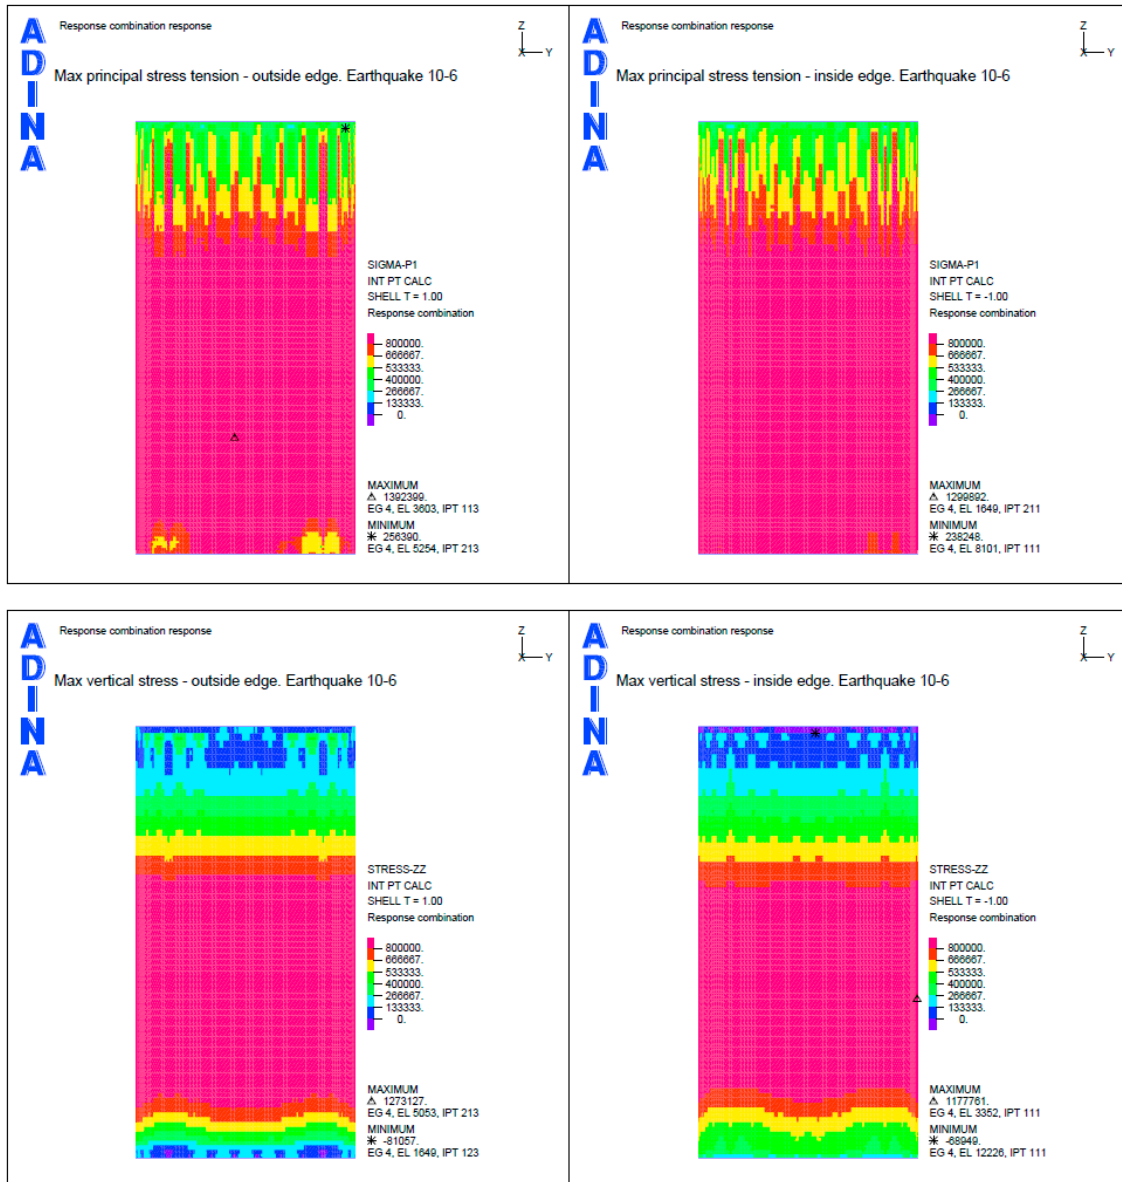 ADINA
Response combination response
Z
X Y
Max principal stress tension - outside edge. Earthquake 10-6
SIGMA-P1
INT PT CALC
SHELL T = 1.00
Response combination
800000.
666667.
533333.
400000.
266667.
133333.
0.
MAXIMUM
Δ 1392399.
EG 4, EL 3603, IPT 113
MINIMUM
* 256390.
EG 4, EL 5254, IPT 213
ADINA
Z
X Y
Max principal stress tension - inside edge. Earthquake 10-6
SIGMA-P1
INT PT CALC
SHELL T = -1.00
Response combination
800000.
666667.
533333.
400000.
266667.
133333.
0.
MAXIMUM
Δ 1299892.
EG 4, EL 1649, IPT 211
MINIMUM
* 238248.
EG 4, EL 8101, IPT 111
ADINA
Response combination response
Z
X Y
Max vertical stress - outside edge. Earthquake 10-6
STRESS-ZZ
INT PT CALC
SHELL T = 1.00
Response combination
800000.
666667.
533333.
400000.
266667.
133333.
0.
MAXIMUM
Δ 1273127.
EG 4, EL 5053, IPT 213
MINIMUM
* -81057.
EG 4, EL 1649, IPT 123
ADINA
Response combination response
Z
X Y
Max vertical stress - inside edge. Earthquake 10-6
STRESS-ZZ
INT PT CALC
SHELL T = -1.00
Response combination
800000.
666667.
533333.
400000.
266667.
133333.
0.
MAXIMUM
Δ 1177761.
EG 4, EL 3352, IPT 111
MINIMUM
* -68949.
EG 4, EL 12226, IPT 111